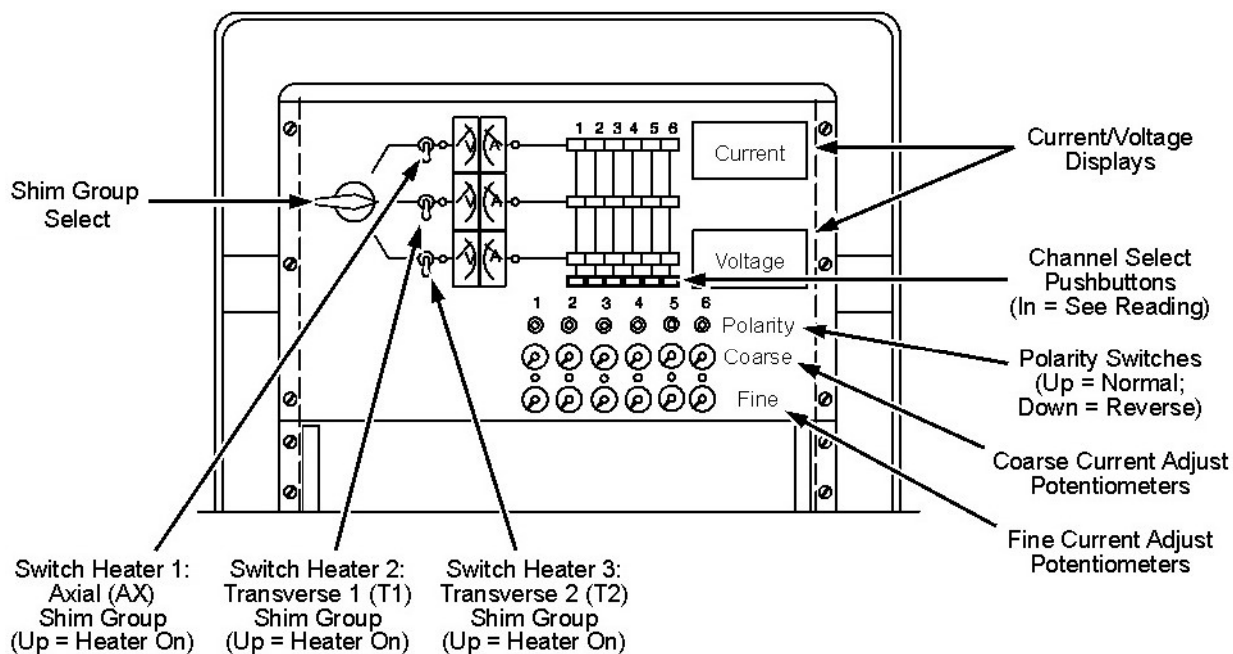 1 2 3 4 5 6
V A
Current
Current/Voltage
Displays
Shim Group
Select
V A
V A
Voltage
Channel Select
Pushbuttons
(In = See Reading)
1 2 3 4 5 6
Polarity
Coarse
Fine
Polarity Switches
(Up = Normal;
Down = Reverse)
Coarse Current Adjust
Potentiometers
Fine Current Adjust
Potentiometers
Switch Heater 1:
Axial (AX)
Shim Group
(Up = Heater On)
Switch Heater 2:
Transverse 1 (T1)
Shim Group
(Up = Heater On)
Switch Heater 3:
Transverse 2 (T2)
Shim Group
(Up = Heater On)